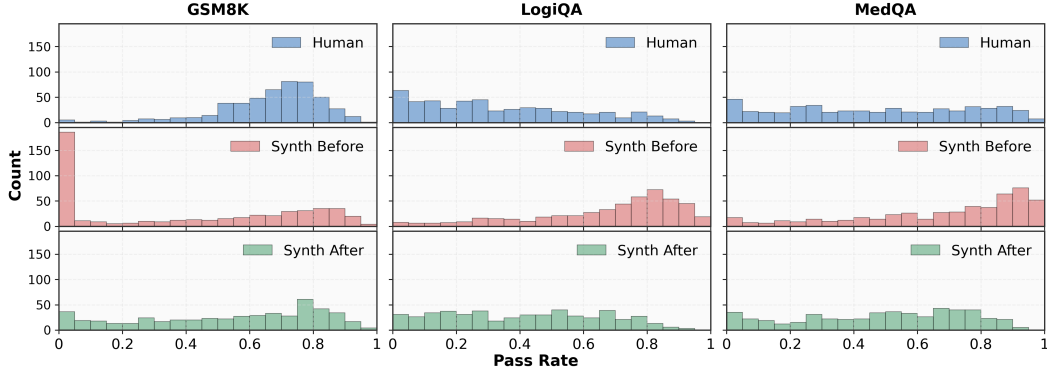 GSM8K
LogiQA
MedQA
Count
150
100
50
0
Human
Human
Human
150
100
50
0
Synth Before
Synth Before
Synth Before
150
100
50
0
Synth After
Synth After
Synth After
0 0.2 0.4 0.6 0.8 1
0 0.2 0.4 0.6 0.8 1
0 0.2 0.4 0.6 0.8 1
Pass Rate